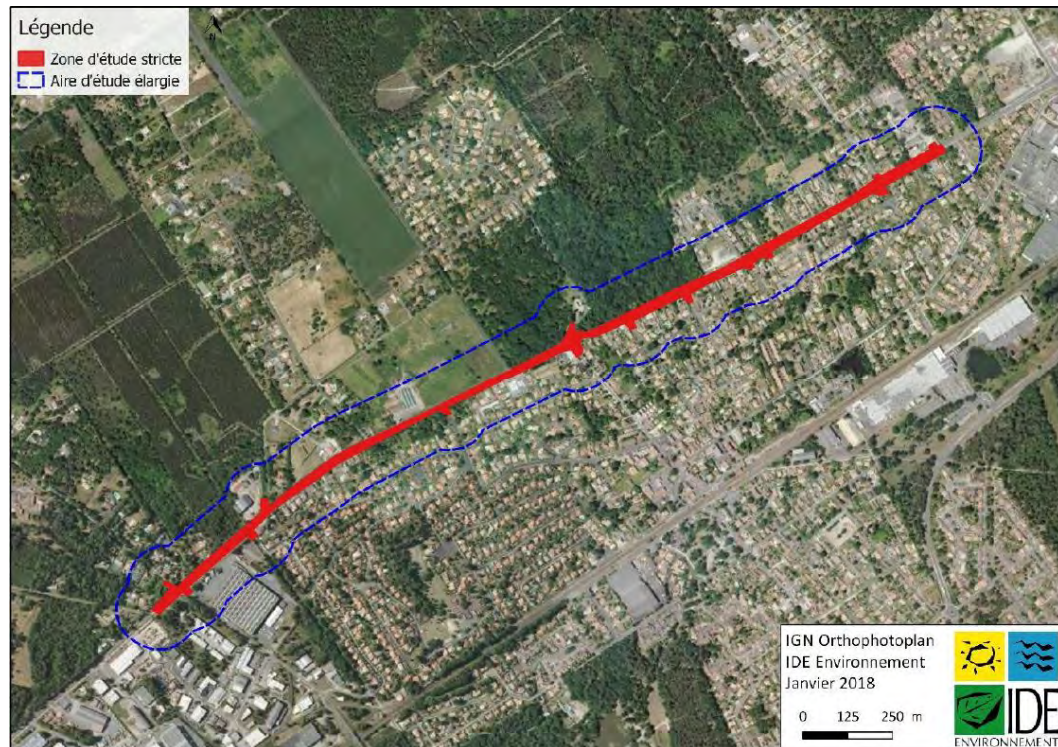 Légende
Zone d'étude stricte
Aire d'étude élargie
N
IGN Orthophotoplan
IDE Environnement
Janvier 2018
0 125 250 m
IDE
ENVIRONNEMENT